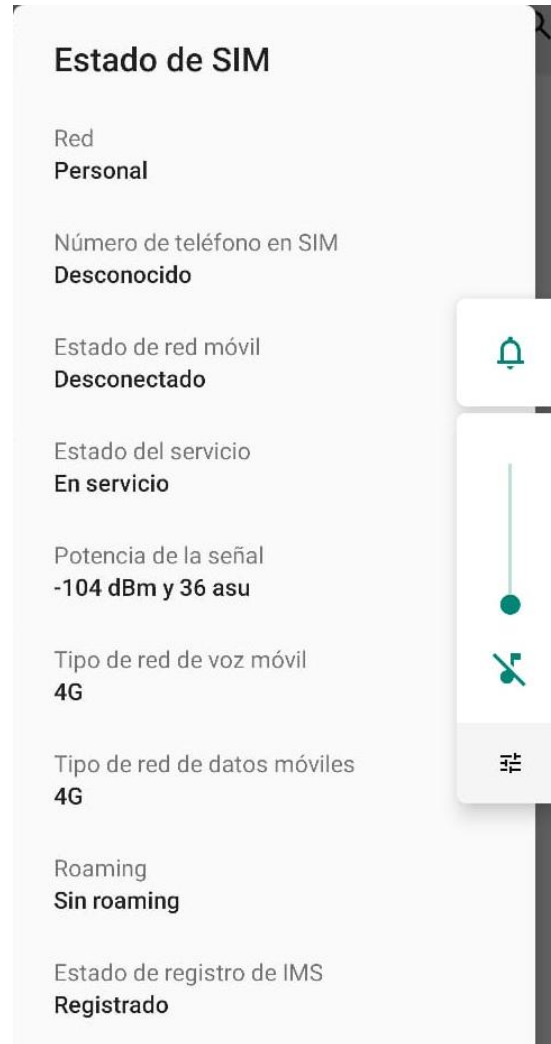 Estado de SIM
Red
Personal
Número de teléfono en SIM
Desconocido
Estado de red móvil
Desconectado
Estado del servicio
En servicio
Potencia de la señal
-104 dBm y 36 asu
Tipo de red de voz móvil
4G
Tipo de red de datos móviles
4G
Roaming
Sin roaming
Estado de registro de IMS
Registrado